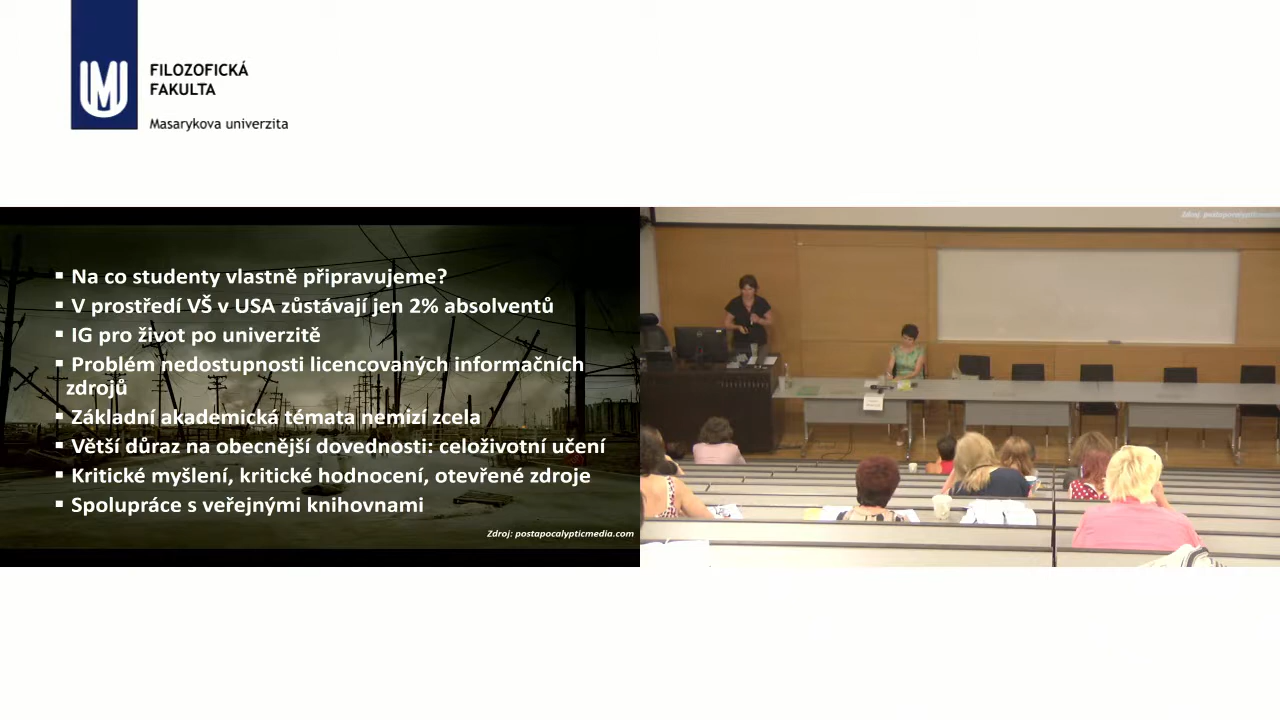 FILOZOFICKÁ
FAKULTA
Masarykova univerzita
▪ Na co studenty vlastně připravujeme?
▪ V prostředí VŠ v USA zůstávají jen 2% absolventů
▪ IG pro život po univerzitě
▪ Problém nedostupnosti licencovaných informačních
zdrojů
▪ Základní akademická témata nemizí zcela
▪ Větší důraz na obecnější dovednosti: celoživotní učení
▪ Kritické myšlení, kritické hodnocení, otevřené zdroje
▪ Spolupráce s veřejnými knihovnami
Zdroj: postapocalypticmedia.com
Zdroj: postapocalypticmedia